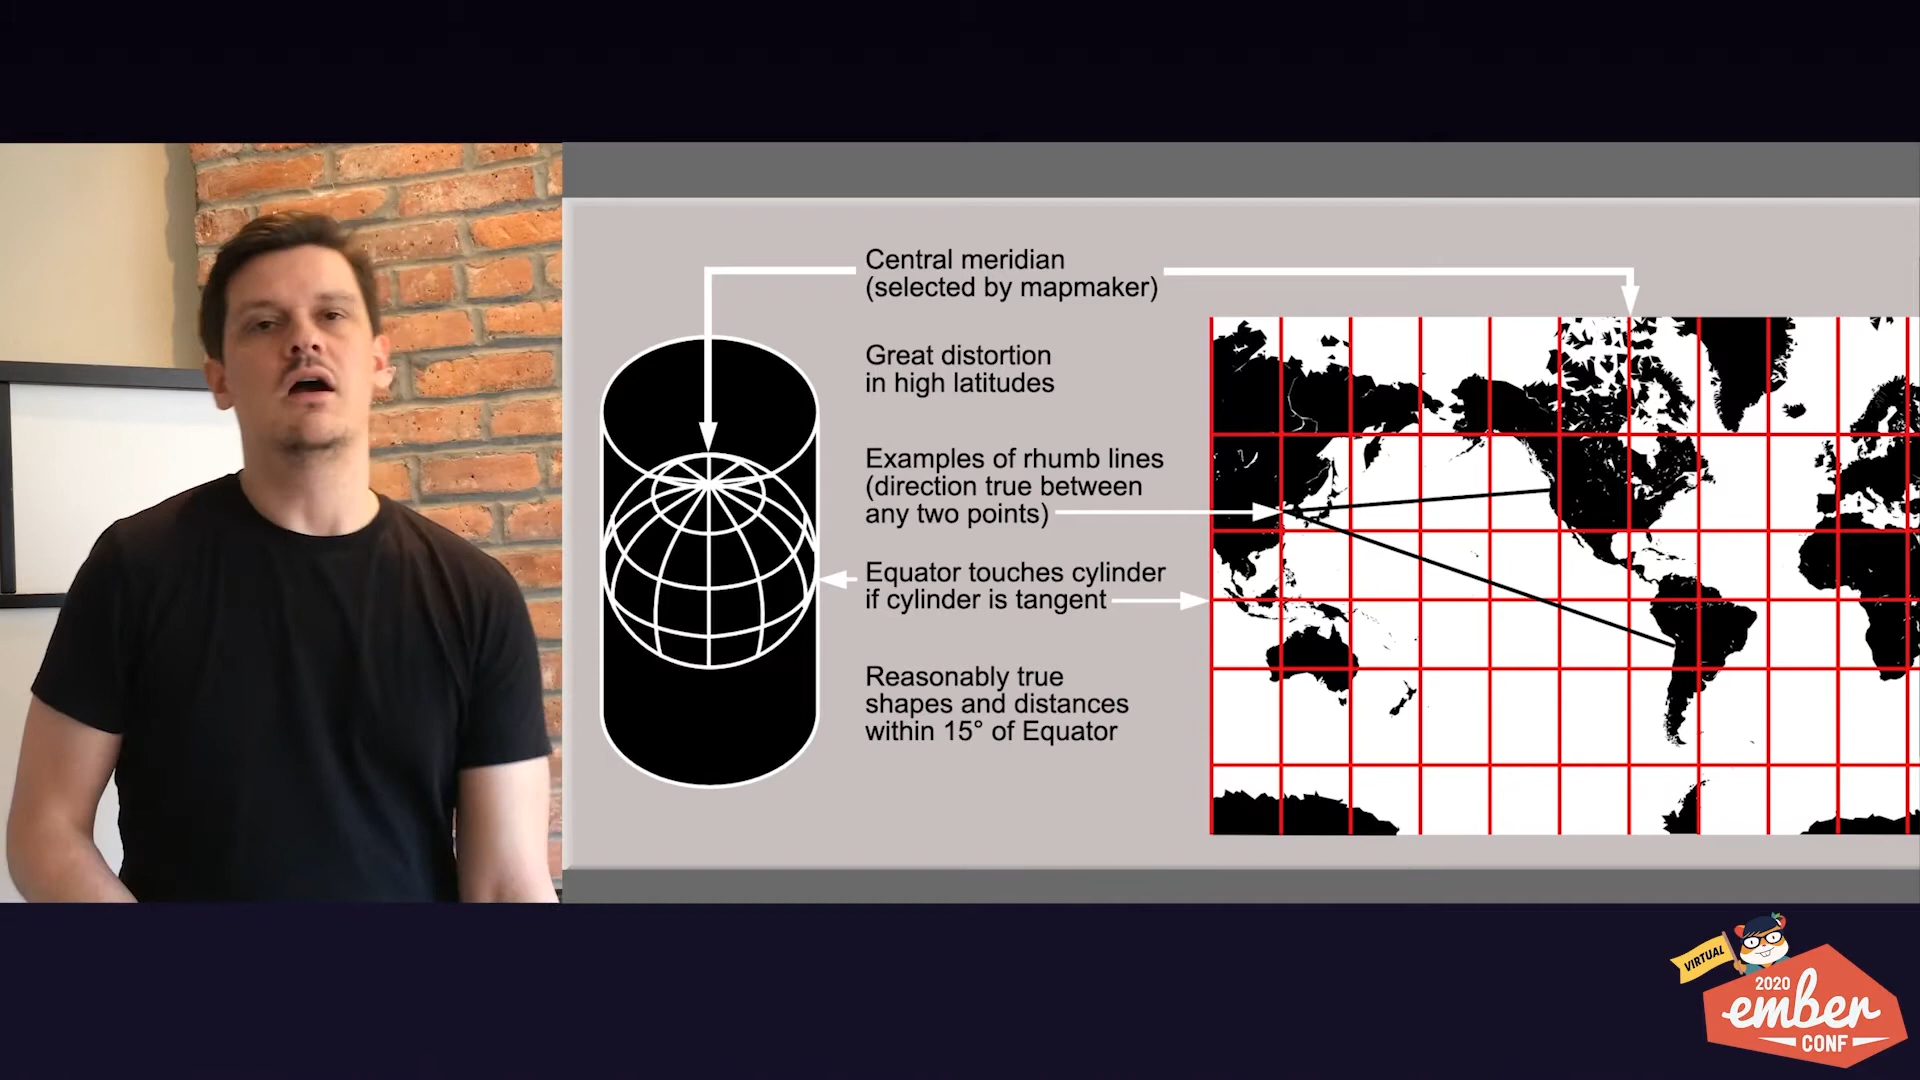 Central meridian
(selected by mapmaker)
Great distortion
in high latitudes
Examples of rhumb lines
(direction true between
any two points)
Equator touches cylinder
if cylinder is tangent
Reasonably true
shapes and distances
within 15° of Equator
VIRTUAL
2020
ember
CONF